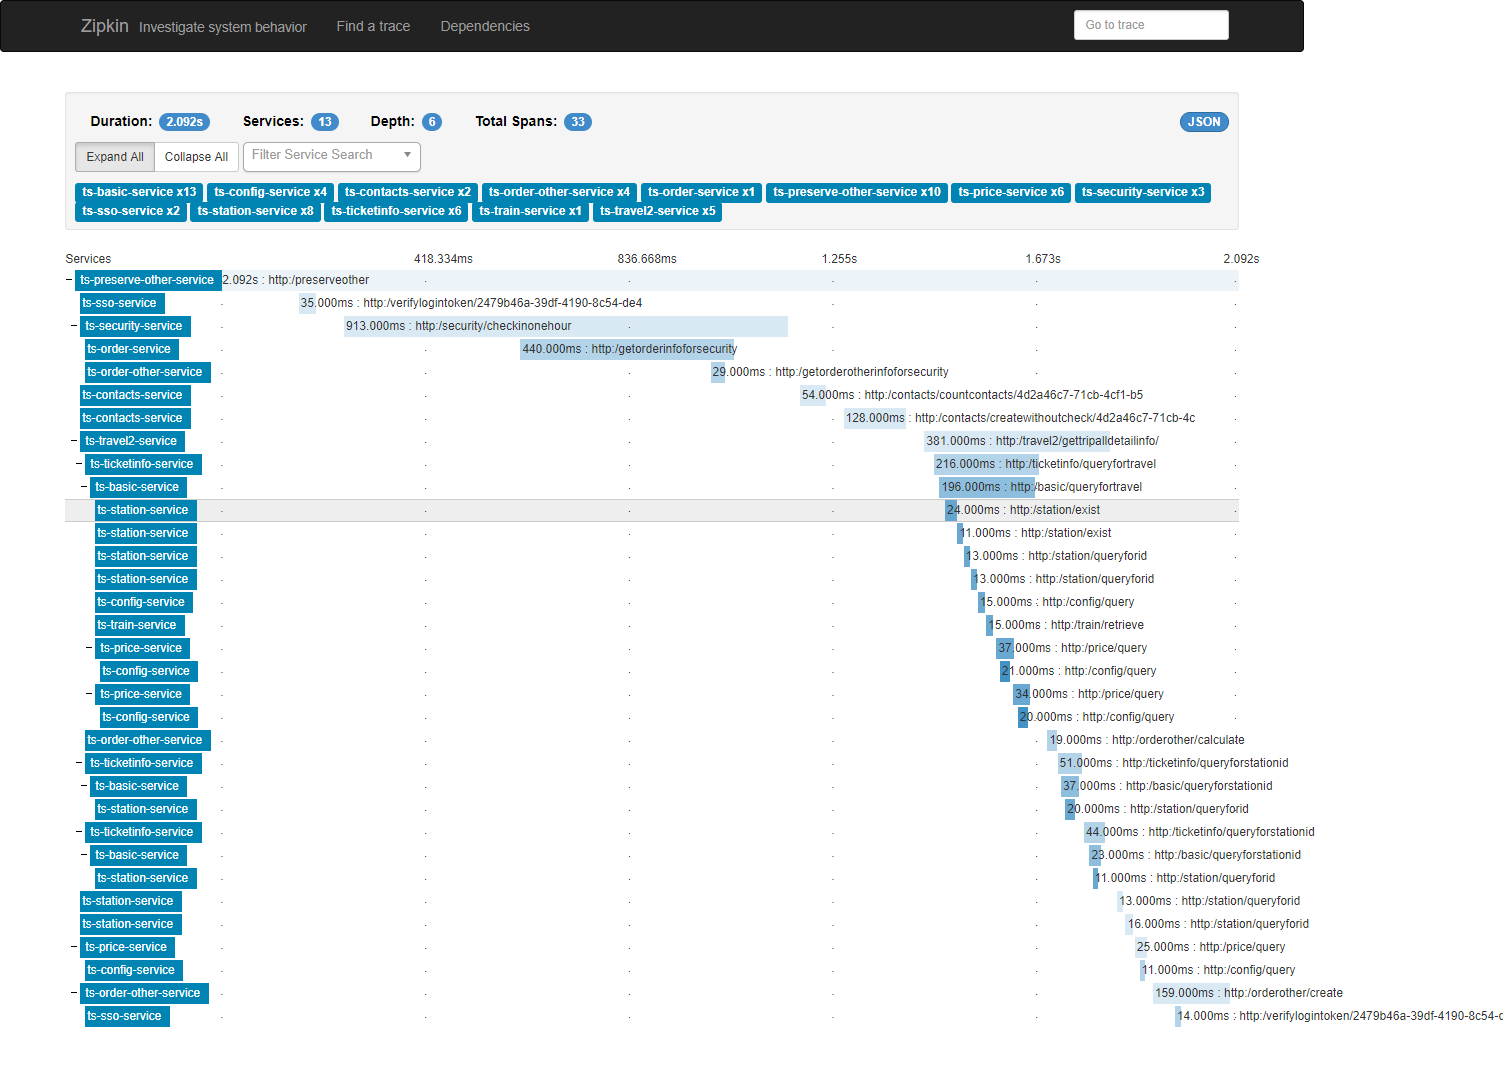 Zipkin Investigate system behavior Find a trace Dependencies Go to trace
Duration: 2.092s Services: 13 Depth: 6 Total Spans: 33 JSON
Expand All Collapse All Filter Service Search
ts-basic-service x13 ts-config-service x4 ts-contacts-service x2 ts-order-other-service x4 ts-order-service x1 ts-preserve-other-service x10 ts-price-service x6 ts-security-service x3
ts-sso-service x2 ts-station-service x8 ts-ticketinfo-service x6 ts-train-service x1 ts-travel2-service x5
Services 418.334ms 836.668ms 1.255s 1.673s 2.092s
ts-preserve-other-service 2.092s : http:/preserveother
ts-sso-service 35.000ms : http:/verifylogintoken/2479b46a-39df-4190-8c54-de4
ts-security-service 913.000ms : http:/security/checkinonehour
ts-order-service 440.000ms : http:/getorderinfoforsecurity
ts-order-other-service 29.000ms : http:/getorderotherinfoforsecurity
ts-contacts-service 54.000ms : http:/contacts/countcontacts/4d2a46c7-71cb-4cf1-b5
ts-contacts-service 128.000ms : http:/contacts/createwithoutcheck/4d2a46c7-71cb-4c
ts-travel2-service 381.000ms : http:/travel2/gettripalldetailinfo/
ts-ticketinfo-service 216.000ms : http:/ticketinfo/queryfortravel
ts-basic-service 196.000ms : http:/basic/queryfortravel
ts-station-service 24.000ms : http:/station/exist
ts-station-service 11.000ms : http:/station/exist
ts-station-service 13.000ms : http:/station/queryforid
ts-station-service 13.000ms : http:/station/queryforid
ts-config-service 15.000ms : http:/config/query
ts-train-service 15.000ms : http:/train/retrieve
ts-price-service 37.000ms : http:/price/query
ts-config-service 21.000ms : http:/config/query
ts-price-service 34.000ms : http:/price/query
ts-config-service 20.000ms : http:/config/query
ts-order-other-service 19.000ms : http:/orderother/calculate
ts-ticketinfo-service 51.000ms : http:/ticketinfo/queryforstationid
ts-basic-service 37.000ms : http:/basic/queryforstationid
ts-station-service 20.000ms : http:/station/queryforid
ts-ticketinfo-service 44.000ms : http:/ticketinfo/queryforstationid
ts-basic-service 23.000ms : http:/basic/queryforstationid
ts-station-service 11.000ms : http:/station/queryforid
ts-station-service 13.000ms : http:/station/queryforid
ts-station-service 16.000ms : http:/station/queryforid
ts-price-service 25.000ms : http:/price/query
ts-config-service 11.000ms : http:/config/query
ts-order-other-service 159.000ms : http:/orderother/create
ts-sso-service 14.000ms : http:/verifylogintoken/2479b46a-39df-4190-8c54-d